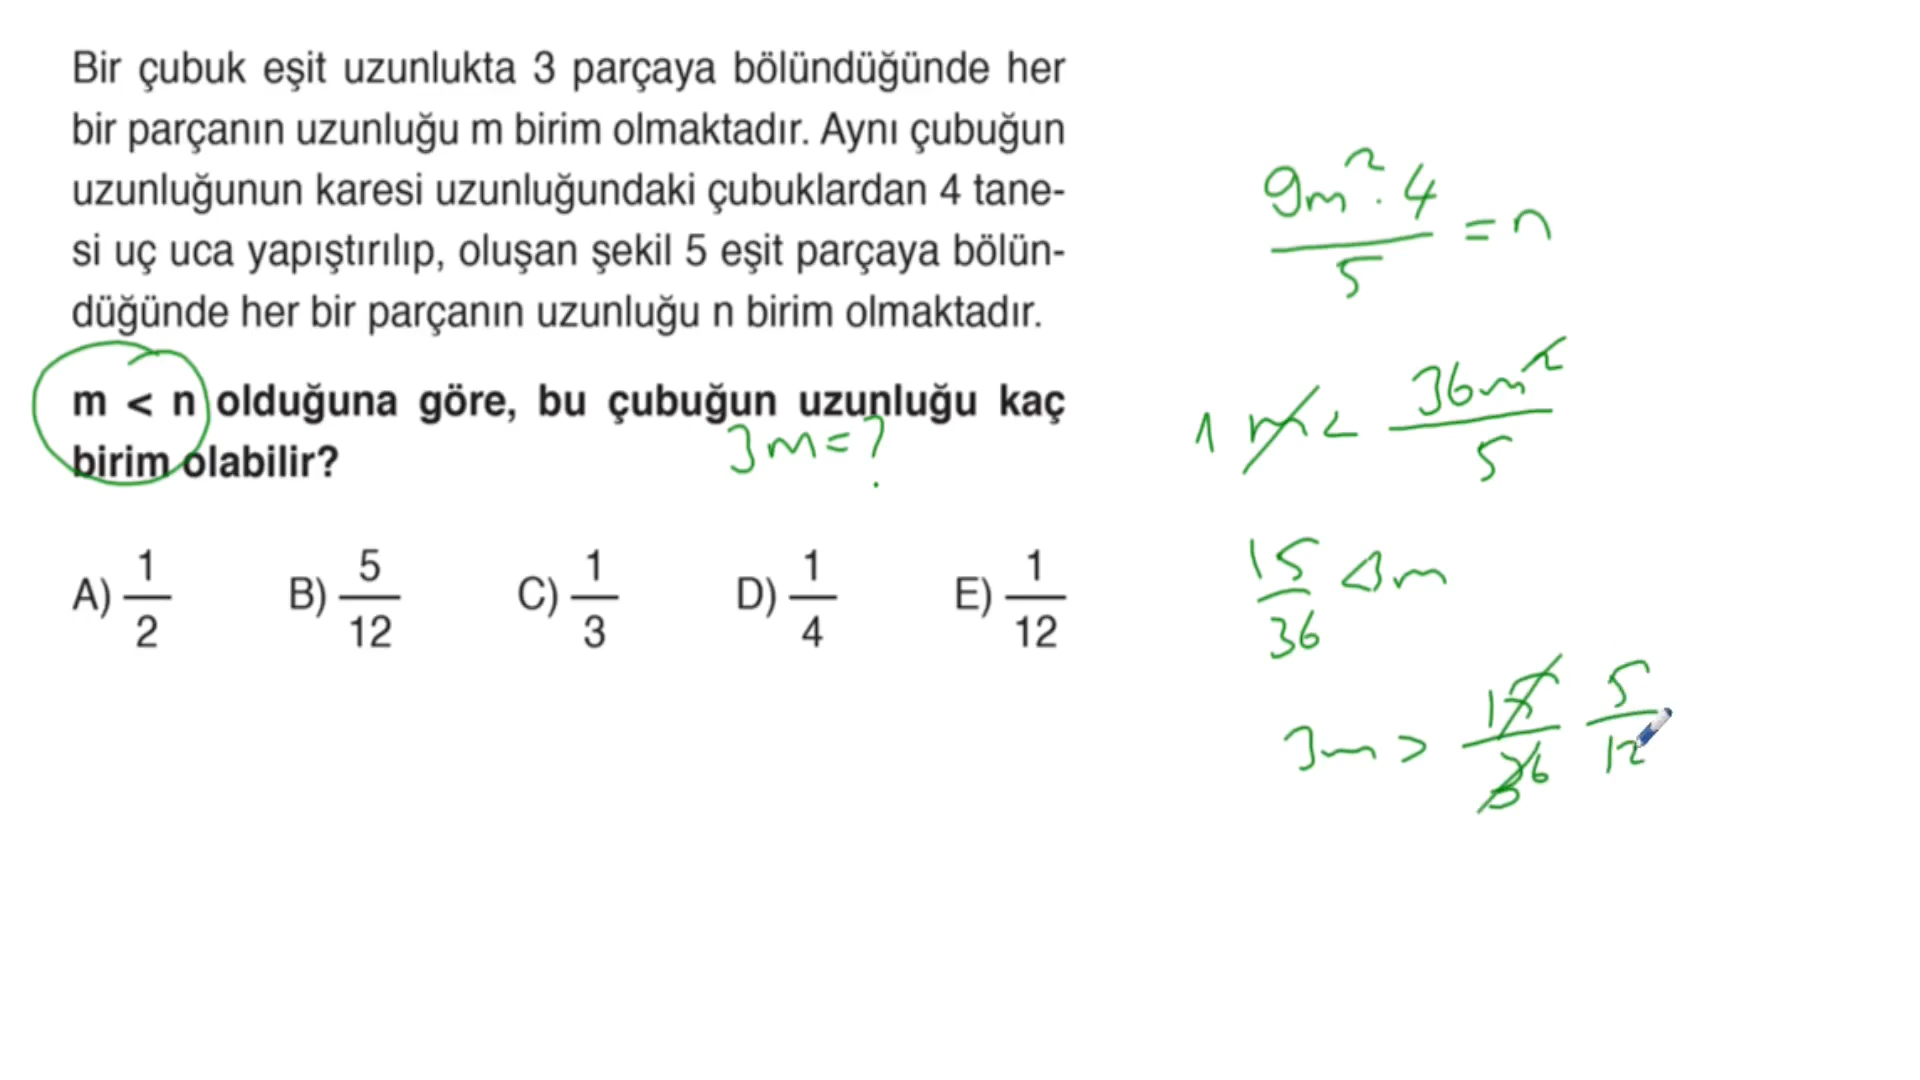 Bir çubuk eşit uzunlukta 3 parçaya bölündüğünde her
bir parçanın uzunluğu m birim olmaktadır. Aynı çubuğun
uzunluğunun karesi uzunluğundaki çubuklardan 4 tane-
si uç uca yapıştırılıp, oluşan şekil 5 eşit parçaya bölün-
düğünde her bir parçanın uzunluğu n birim olmaktadır.
m < n olduğuna göre, bu çubuğun uzunluğu kaç
birim olabilir?
3m=?
A) 1/2 B) 5/12 C) 1/3 D) 1/4 E) 1/12
9m².4/5 = n
1 m < 36m²/5
15/36 < 3m
3m > 15/36 5/12